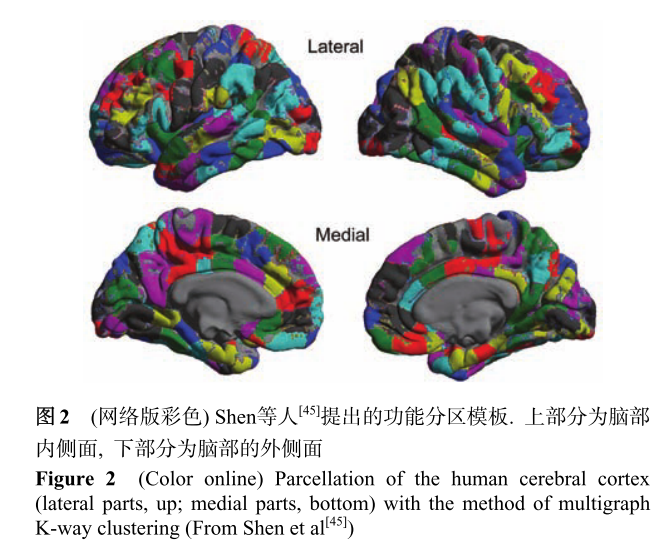 Lateral
Medial
图2 (网络版彩色) Shen等人[45]提出的功能分区模板. 上部分为脑部
内侧面, 下部分为脑部的外侧面
Figure 2 (Color online) Parcellation of the human cerebral cortex
(lateral parts, up; medial parts, bottom) with the method of multigraph
K-way clustering (From Shen et al[45])